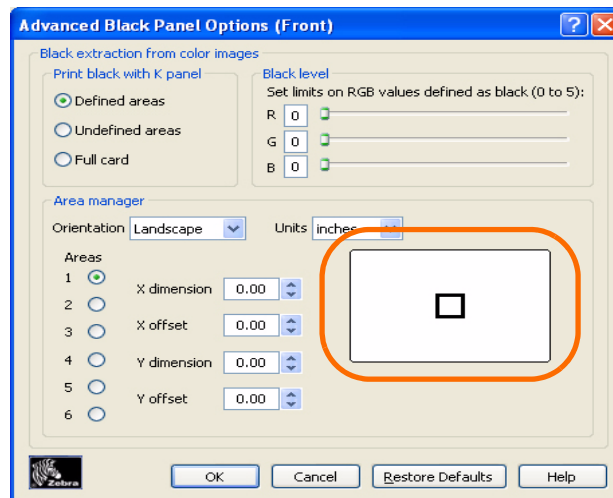 Advanced Black Panel Options (Front)
Black extraction from color images
Print black with K panel
Defined areas
Undefined areas
Full card
Black level
Set limits on RGB values defined as black (0 to 5):
R 0
G 0
B 0
Area manager
Orientation Landscape Units inches
Areas
1
2
3
4
5
6
X dimension 0.00
X offset 0.00
Y dimension 0.00
Y offset 0.00
Zebra
OK Cancel Restore Defaults Help